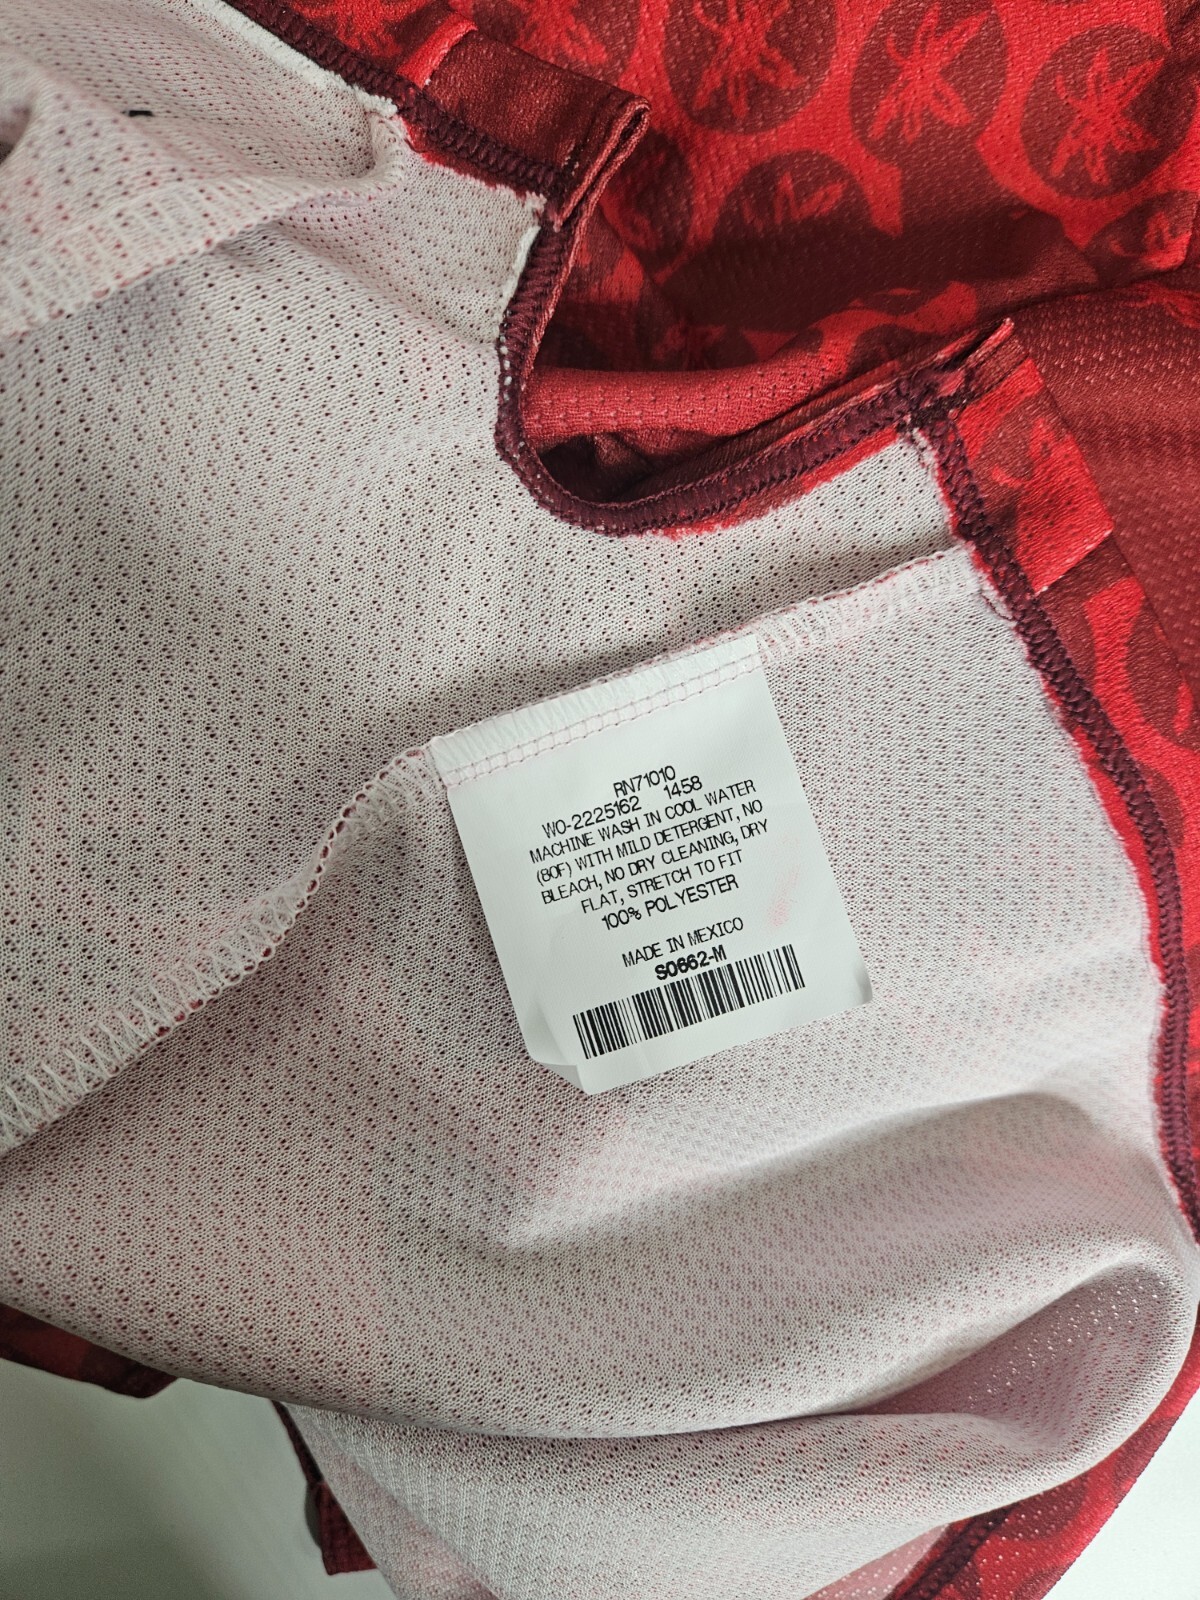 RN71010
WO-2225162 1458
MACHINE WASH IN COOL WATER
(80F) WITH MILD DETERGENT, NO
BLEACH, NO DRY CLEANING, DRY
FLAT, STRETCH TO FIT
100% POLYESTER
MADE IN MEXICO
S0662-M